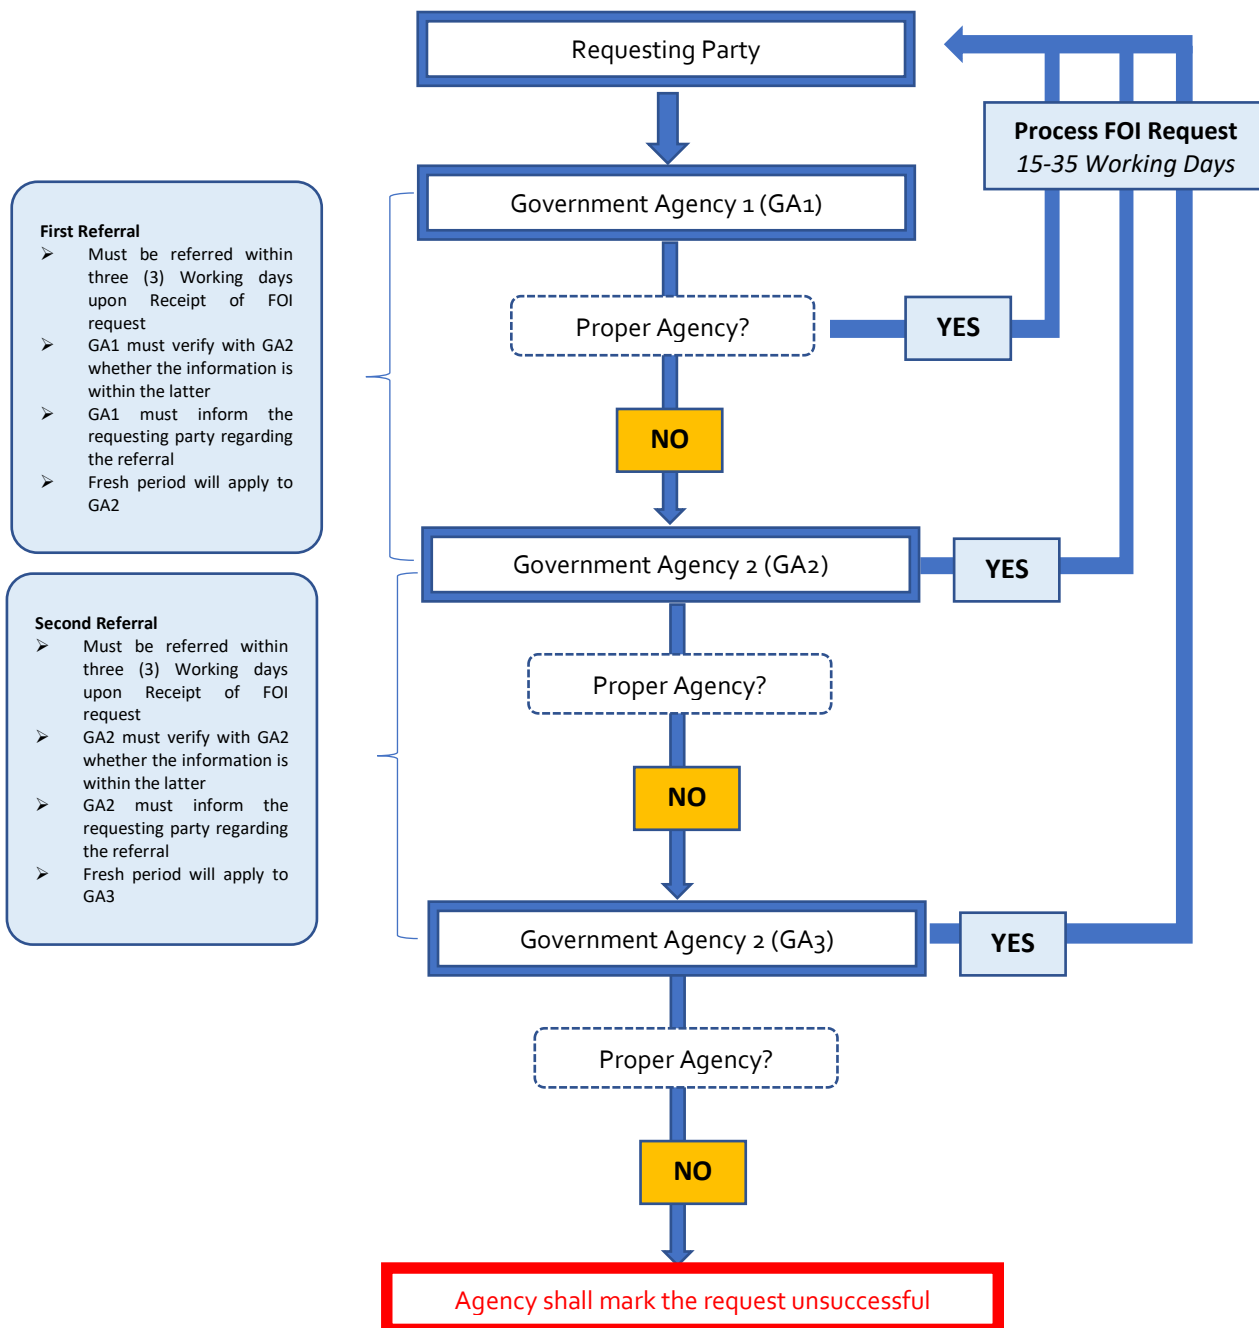 Requesting Party
Process FOI Request
15-35 Working Days
Government Agency 1 (GA1)
First Referral
➢ Must be referred within
three (3) Working days
upon Receipt of FOI
request
➢ GA1 must verify with GA2
whether the information is
within the latter
➢ GA1 must inform the
requesting party regarding
the referral
➢ Fresh period will apply to
GA2
Proper Agency?
YES
NO
Government Agency 2 (GA2)
YES
Second Referral
➢ Must be referred within
three (3) Working days
upon Receipt of FOI
request
➢ GA2 must verify with GA2
whether the information is
within the latter
➢ GA2 must inform the
requesting party regarding
the referral
➢ Fresh period will apply to
GA3
Proper Agency?
NO
Government Agency 2 (GA3)
YES
Proper Agency?
NO
Agency shall mark the request unsuccessful